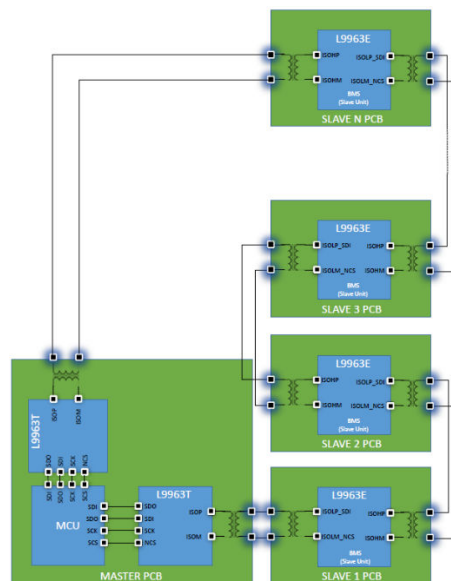 L9963E
ISOHP
ISOLP_SDI
ISOHM
ISOLM_NCS
BMS
(Slave Unit)
SLAVE N PCB
L9963E
ISOLP_SDI
ISOHP
ISOLM_NCS
ISOHM
BMS
(Slave Unit)
SLAVE 3 PCB
L9963E
ISOHP
ISOLP_SDI
ISOHM
ISOLM_NCS
BMS
(Slave Unit)
SLAVE 2 PCB
L9963E
ISOLP_SDI
ISOHP
ISOLM_NCS
ISOHM
BMS
(Slave Unit)
SLAVE 1 PCB
L9963T
ISOP
ISOM
SDO
SDI
SCK
NCS
SDI
SDO
SCK
SCS
MCU
SDI
SDO
SCK
SCS
L9963T
SDO
SDI
SCK
NCS
ISOP
ISOM
MASTER PCB